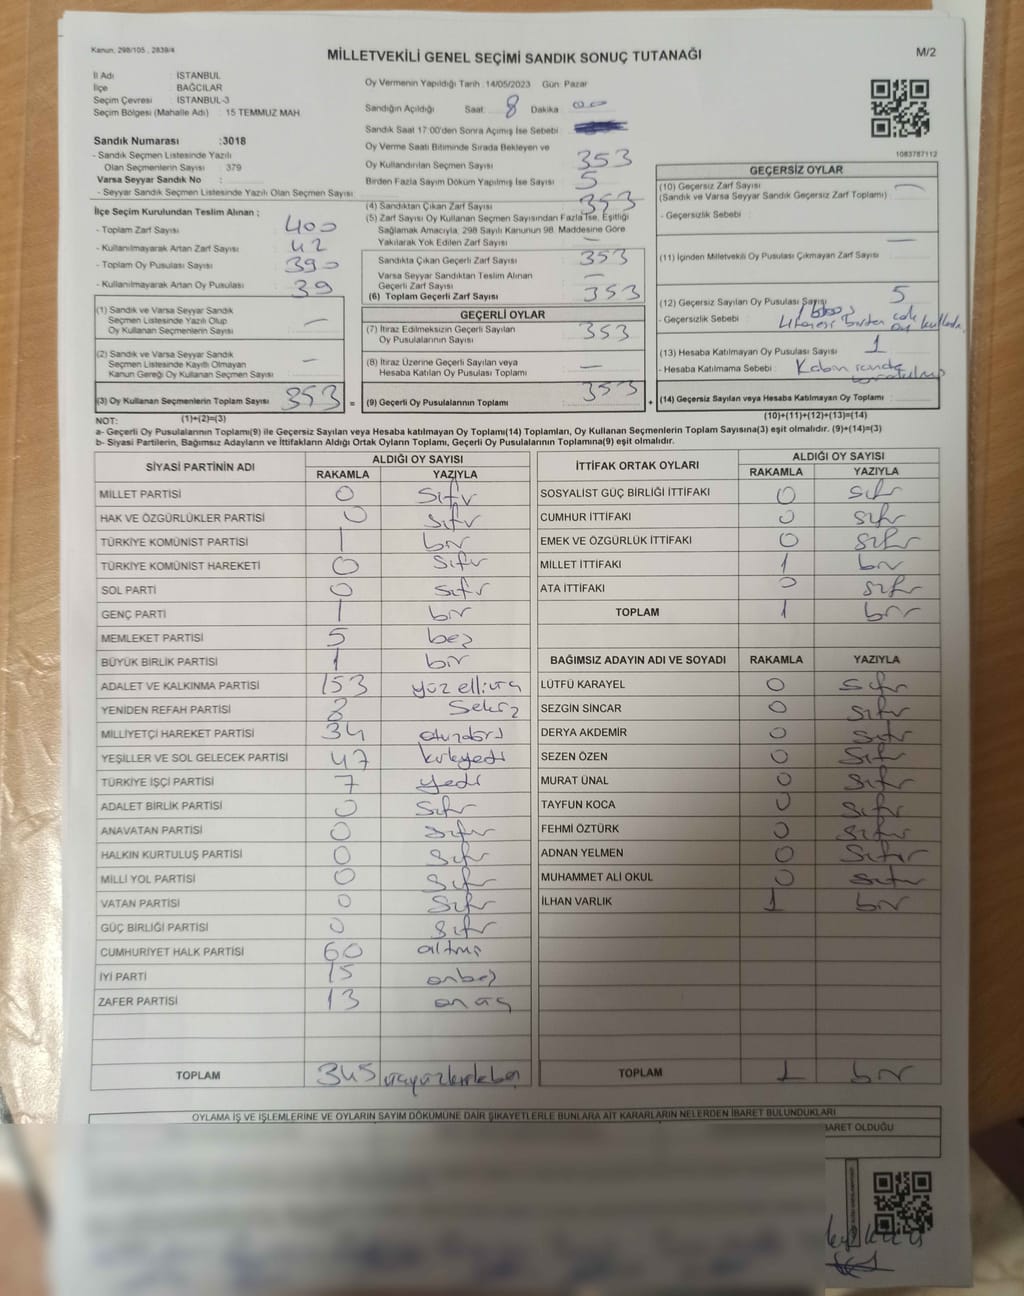 Kanun, 298/105 , 2839/4
MİLLETVEKİLİ GENEL SEÇİMİ SANDIK SONUÇ TUTANAĞI
M/2
İl Adı : İSTANBUL
İlçe : BAĞCILAR
Seçim Çevresi : İSTANBUL-3
Seçim Bölgesi (Mahalle Adı) : 15 TEMMUZ MAH.
Sandık Numarası :3018
- Sandık Seçmen Listesinde Yazılı
Olan Seçmenlerin Sayısı : 379
Varsa Seyyar Sandık No :
- Seyyar Sandık Seçmen Listesinde Yazılı Olan Seçmen Sayısı:
İlçe Seçim Kurulundan Teslim Alınan ;
- Toplam Zarf Sayısı : 400
- Kullanılmayarak Artan Zarf Sayısı : 42
- Toplam Oy Pusulası Sayısı : 390
- Kullanılmayarak Artan Oy Pusulası : 39
(1) Sandık ve Varsa Seyyar Sandık
Seçmen Listesinde Yazılı Olup
Oy Kullanan Seçmenlerin Sayısı : —
(2) Sandık ve Varsa Seyyar Sandık
Seçmen Listesinde Kayıtlı Olmayan
Kanun Gereği Oy Kullanan Seçmen Sayısı : —
(3) Oy Kullanan Seçmenlerin Toplam Sayısı : 353 =
(1)+(2)=(3)
Oy Vermenin Yapıldığı Tarih :14/05/2023 Gün: Pazar
Sandığın Açıldığı Saat: 8 Dakika: 00
Sandık Saat 17:00'den Sonra Açılmış İse Sebebi :
Oy Verme Saati Bitiminde Sırada Bekleyen ve
Oy Kullandırılan Seçmen Sayısı : 353
Birden Fazla Sayım Döküm Yapılmış İse Sayısı : 5
(4) Sandıktan Çıkan Zarf Sayısı : 353
(5) Zarf Sayısı Oy Kullanan Seçmen Sayısından Fazla İse, Eşitliği
Sağlamak Amacıyla, 298 Sayılı Kanunun 98. Maddesine Göre
Yakılarak Yok Edilen Zarf Sayısı : —
Sandıkta Çıkan Geçerli Zarf Sayısı : 353
Varsa Seyyar Sandıktan Teslim Alınan
Geçerli Zarf Sayısı : —
(6) Toplam Geçerli Zarf Sayısı : 353
GEÇERLİ OYLAR
(7) İtiraz Edilmeksizin Geçerli Sayılan
Oy Pusulalarının Sayısı : 353
(8) İtiraz Üzerine Geçerli Sayılan veya
Hesaba Katılan Oy Pusulası Toplamı : —
(9) Geçerli Oy Pusulalarının Toplamı : 353 +
1083787112
GEÇERSİZ OYLAR
(10) Geçersiz Zarf Sayısı : —
(Sandık ve Varsa Seyyar Sandık Geçersiz Zarf Toplamı)
- Geçersizlik Sebebi :
(11) İçinden Milletvekili Oy Pusulası Çıkmayan Zarf Sayısı : —
(12) Geçersiz Sayılan Oy Pusulası Sayısı : 5
- Geçersizlik Sebebi : birden çok
(13) Hesaba Katılmayan Oy Pusulası Sayısı : 1
- Hesaba Katılmama Sebebi :
(14) Geçersiz Sayılan veya Hesaba Katılmayan Oy Toplamı :
(10)+(11)+(12)+(13)=(14)
NOT:
a- Geçerli Oy Pusulalarının Toplamı(9) ile Geçersiz Sayılan veya Hesaba katılmayan Oy Toplamı(14) Toplamları, Oy Kullanan Seçmenlerin Toplam Sayısına(3) eşit olmalıdır. (9)+(14)=(3)
b- Siyasi Partilerin, Bağımsız Adayların ve İttifakların Aldığı Ortak Oyların Toplamı, Geçerli Oy Pusulalarının Toplamına(9) eşit olmalıdır.
SİYASİ PARTİNİN ADI ALDIĞI OY SAYISI
RAKAMLA YAZIYLA
MİLLET PARTİSİ 0 sıfır
HAK VE ÖZGÜRLÜKLER PARTİSİ 0 sıfır
TÜRKİYE KOMÜNİST PARTİSİ 1 bir
TÜRKİYE KOMÜNİST HAREKETİ 0 sıfır
SOL PARTİ 0 sıfır
GENÇ PARTİ 1 bir
MEMLEKET PARTİSİ 5 beş
BÜYÜK BİRLİK PARTİSİ 1 bir
ADALET VE KALKINMA PARTİSİ 153 yüzelliüç
YENİDEN REFAH PARTİSİ 8 Sekiz
MİLLİYETÇİ HAREKET PARTİSİ 34 otuzdört
YEŞİLLER VE SOL GELECEK PARTİSİ 47 kırkyedi
TÜRKİYE İŞÇİ PARTİSİ 7 yedi
ADALET BİRLİK PARTİSİ 0 sıfır
ANAVATAN PARTİSİ 0 sıfır
HALKIN KURTULUŞ PARTİSİ 0 sıfır
MİLLİ YOL PARTİSİ 0 sıfır
VATAN PARTİSİ 0 sıfır
GÜÇ BİRLİĞİ PARTİSİ 0 sıfır
CUMHURİYET HALK PARTİSİ 60 altmış
İYİ PARTİ 15 onbeş
ZAFER PARTİSİ 13 onüç
TOPLAM 345 üçyüzkırkbeş
İTTİFAK ORTAK OYLARI ALDIĞI OY SAYISI
RAKAMLA YAZIYLA
SOSYALİST GÜÇ BİRLİĞİ İTTİFAKI 0 sıfır
CUMHUR İTTİFAKI 0 sıfır
EMEK VE ÖZGÜRLÜK İTTİFAKI 0 sıfır
MİLLET İTTİFAKI 1 bir
ATA İTTİFAKI 0 sıfır
TOPLAM 1 bir
BAĞIMSIZ ADAYIN ADI VE SOYADI RAKAMLA YAZIYLA
LÜTFÜ KARAYEL 0 sıfır
SEZGİN SİNCAR 0 sıfır
DERYA AKDEMİR 0 sıfır
SEZEN ÖZEN 0 sıfır
MURAT ÜNAL 0 sıfır
TAYFUN KOCA 0 sıfır
FEHMİ ÖZTÜRK 0 sıfır
ADNAN YELMEN 0 sıfır
MUHAMMET ALİ OKUL 0 sıfır
İLHAN VARLIK 1 bir
TOPLAM 1 bir
OYLAMA İŞ VE İŞLEMLERİNE VE OYLARIN SAYIM DÖKÜMÜNE DAİR ŞİKAYETLERLE BUNLARA AİT KARARLARIN NELERDEN İBARET BULUNDUKLARI
BARET OLDUĞU